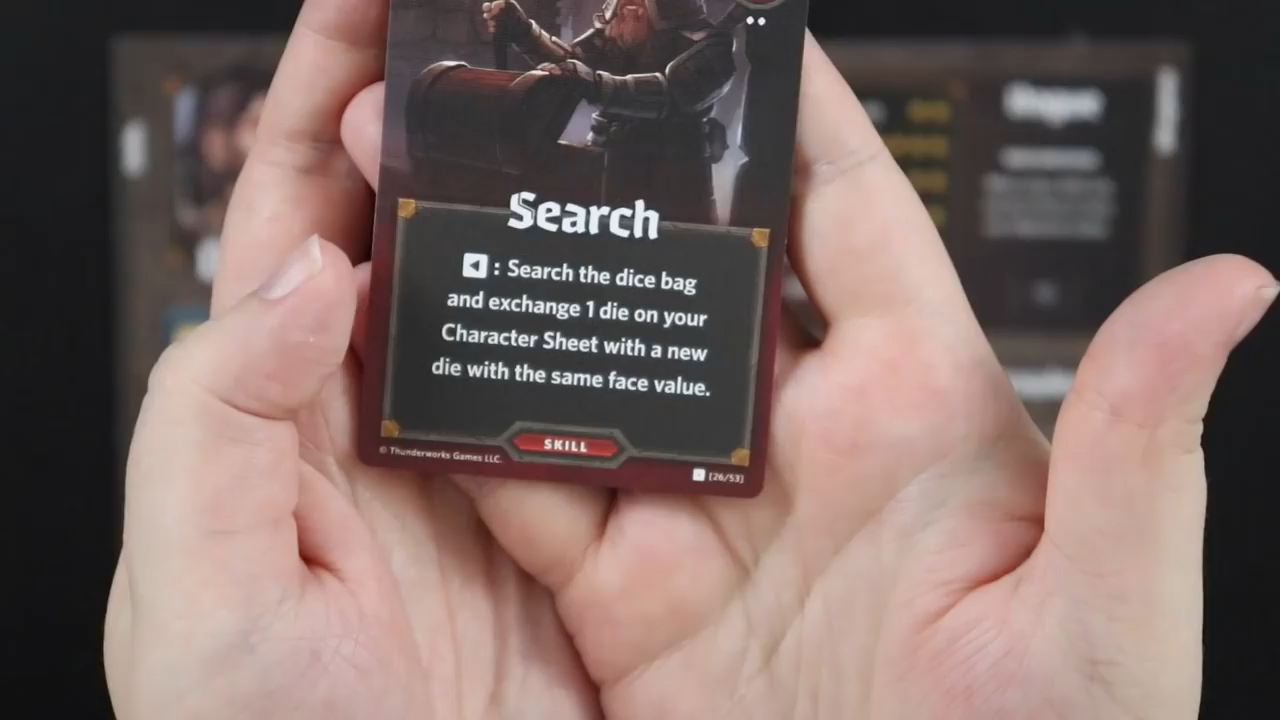 Search
: Search the dice bag
and exchange 1 die on your
Character Sheet with a new
die with the same face value.
SKILL
© Thunderworks Games LLC.
[26/53]